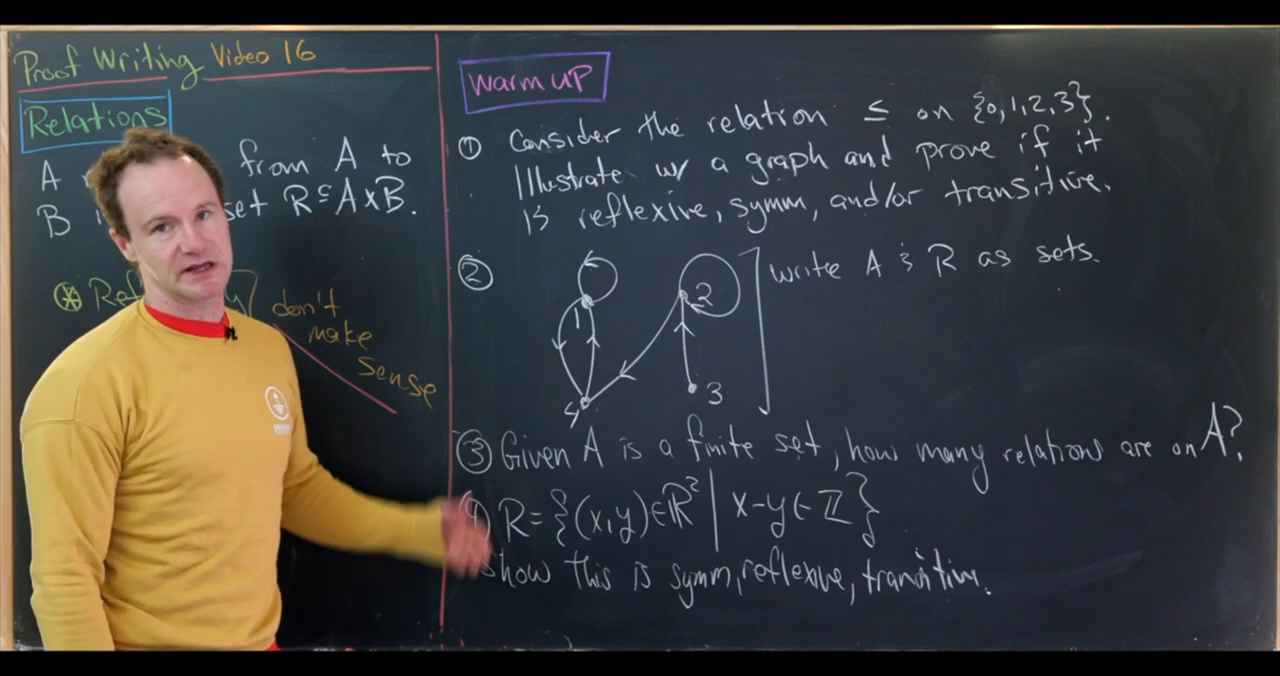 Proof Writing Video 16
Relations
A from A to
B set R⊆A×B.
don't
make
sense
Warm up
① Consider the relation ≤ on {0,1,2,3}.
Illustrate w/ a graph and prove if it
is reflexive, symm, and/or transitive.
② write A & R as sets.
1
2
3
4
③ Given A is a finite set, how many relations are on A?
R={(x,y)∈ℝ² | x-y∈ℤ}
show this is symm, reflexive, transitive.